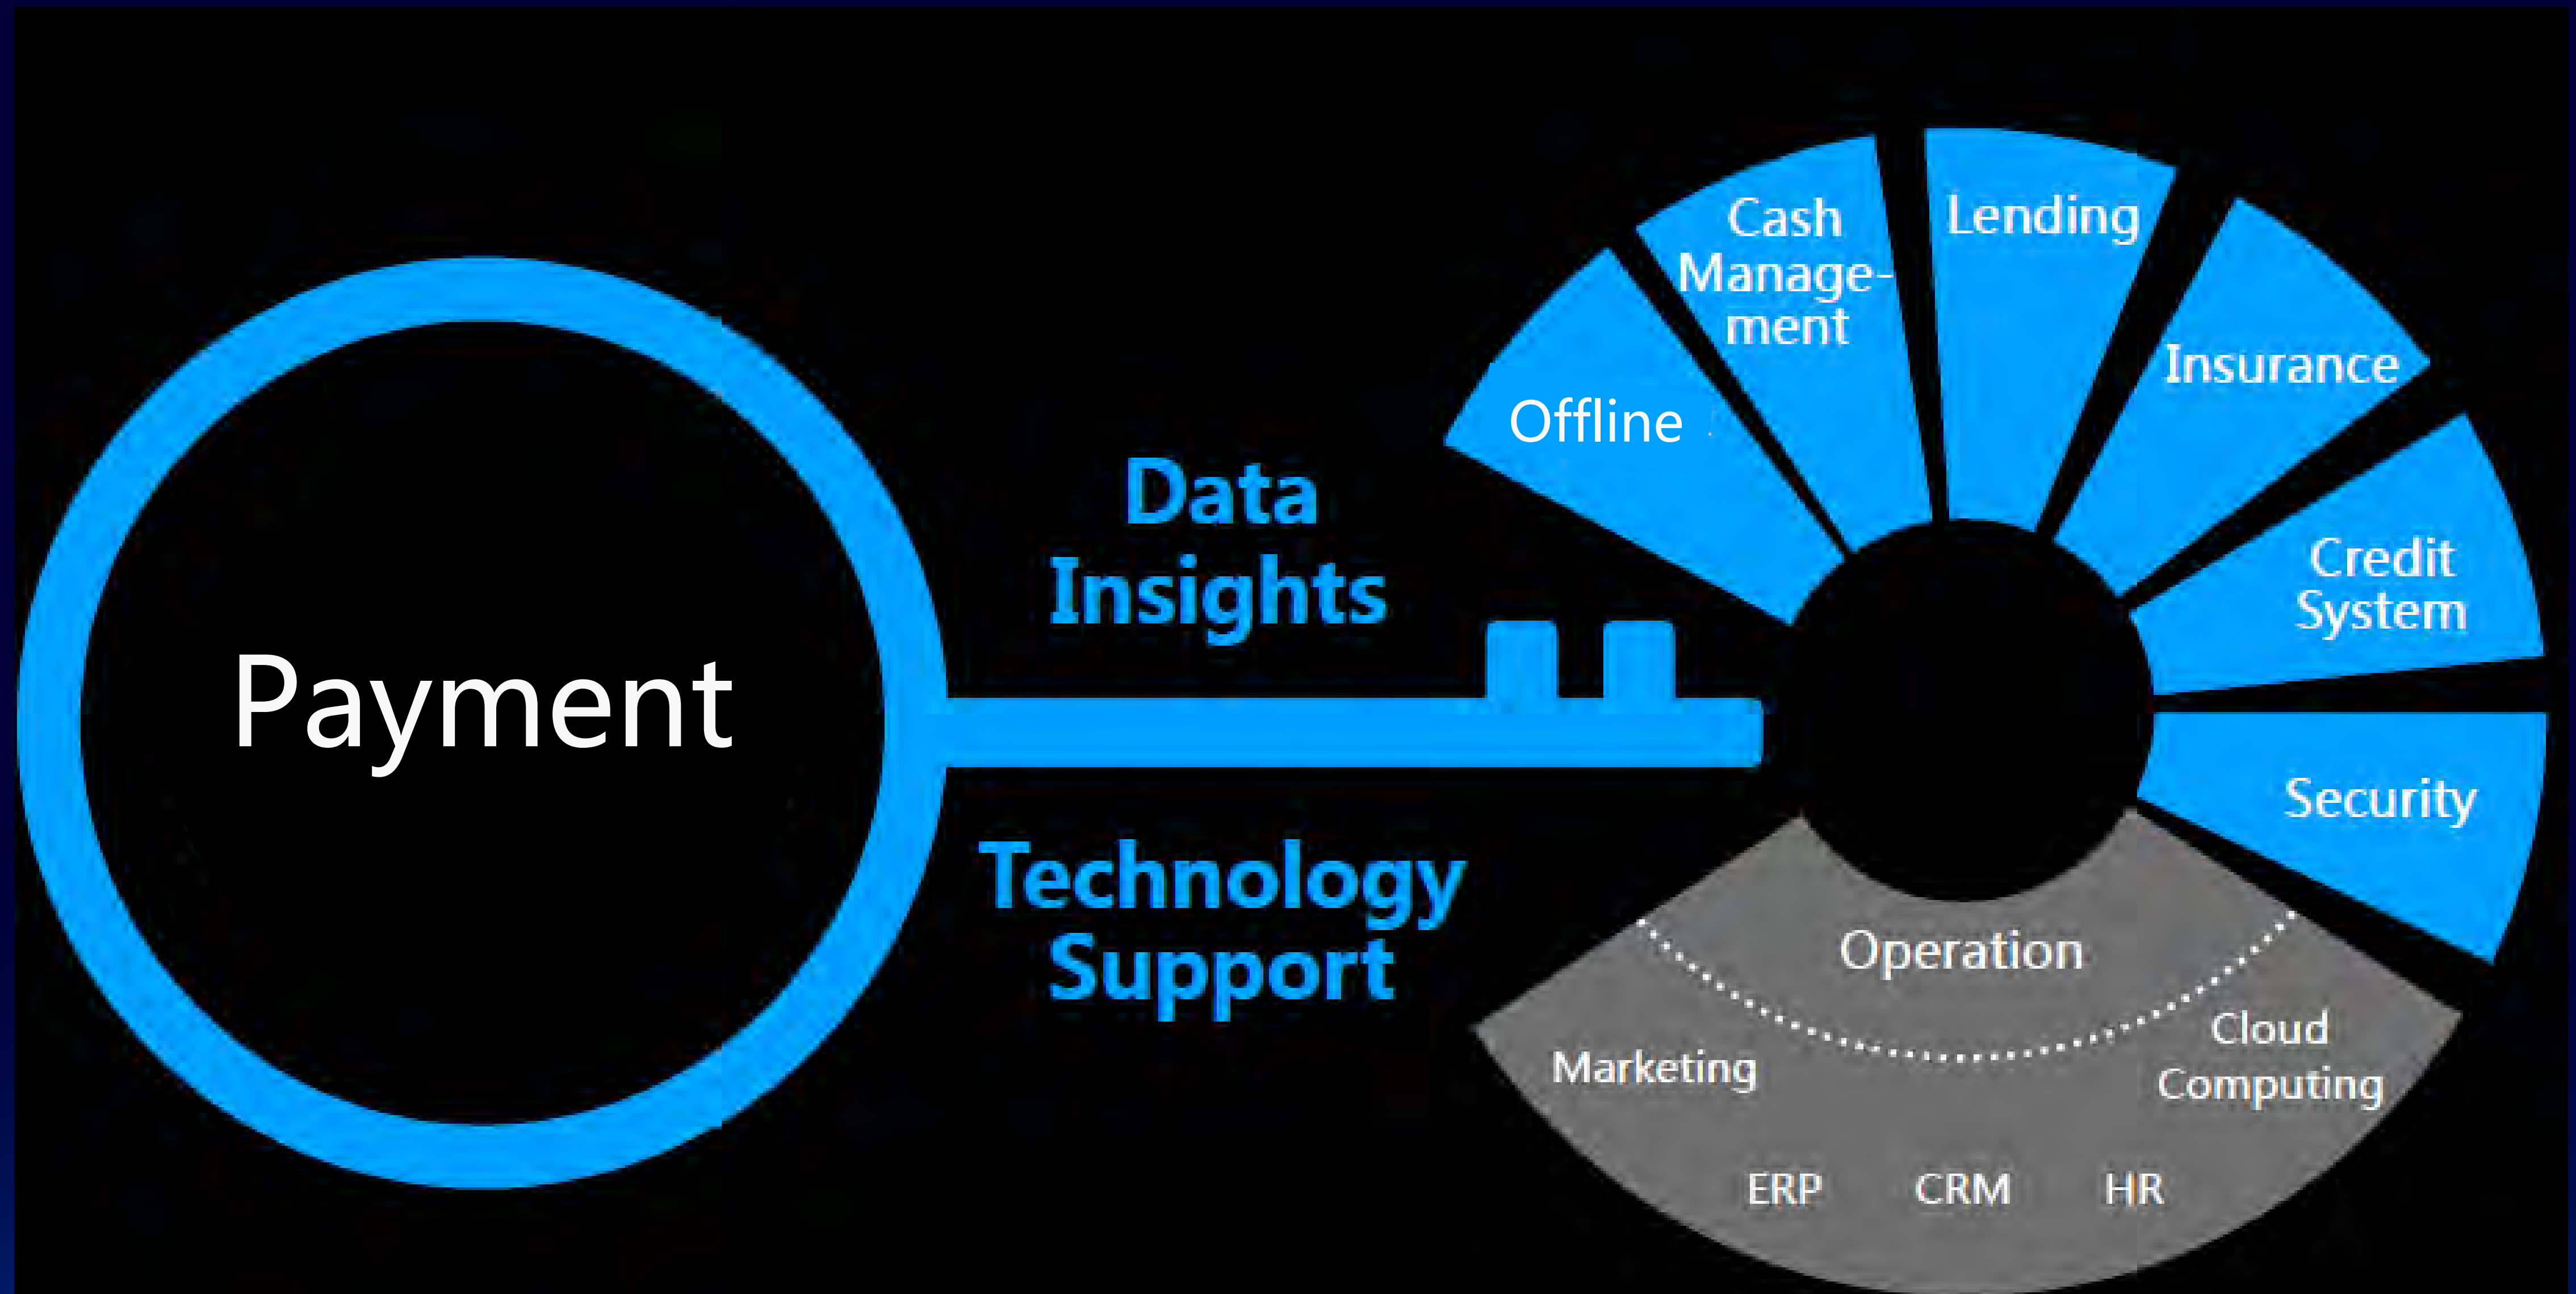 Payment
Data
Insights
Technology
Support
Offline
Cash
Manage-
ment
Lending
Insurance
Credit
System
Security
Operation
Marketing
Cloud
Computing
ERP CRM HR